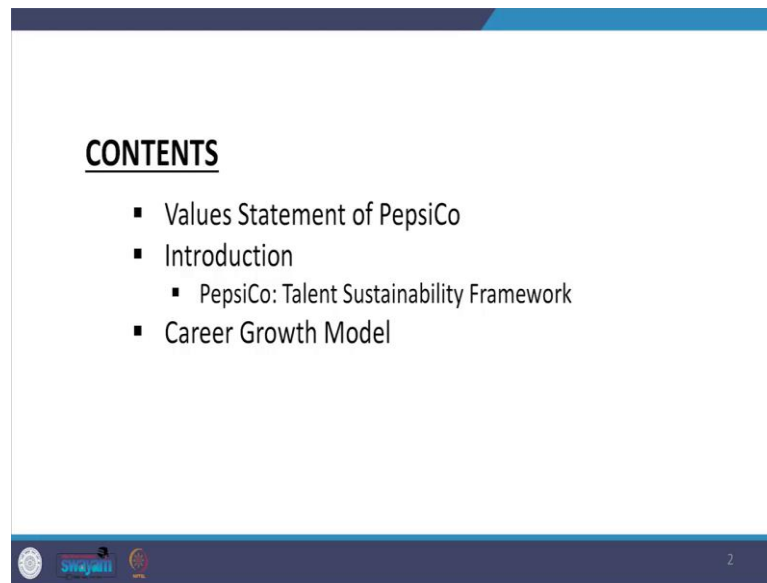 CONTENTS
▪ Values Statement of PepsiCo
▪ Introduction
▪ PepsiCo: Talent Sustainability Framework
▪ Career Growth Model
swayam
2